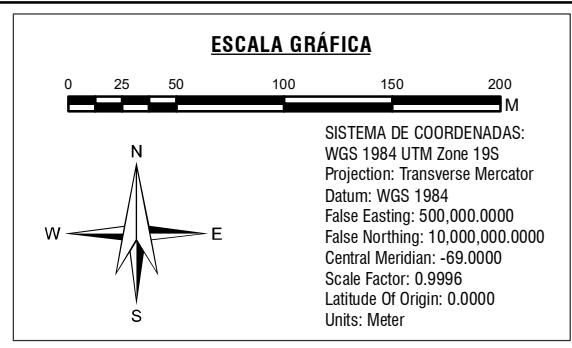 ESCALA GRÁFICA
0 25 50 100 150 200
M
SISTEMA DE COORDENADAS:
WGS 1984 UTM Zone 19S
Projection: Transverse Mercator
Datum: WGS 1984
False Easting: 500,000.0000
False Northing: 10,000,000.0000
Central Meridian: -69.0000
Scale Factor: 0.9996
Latitude Of Origin: 0.0000
Units: Meter
N
W E
S